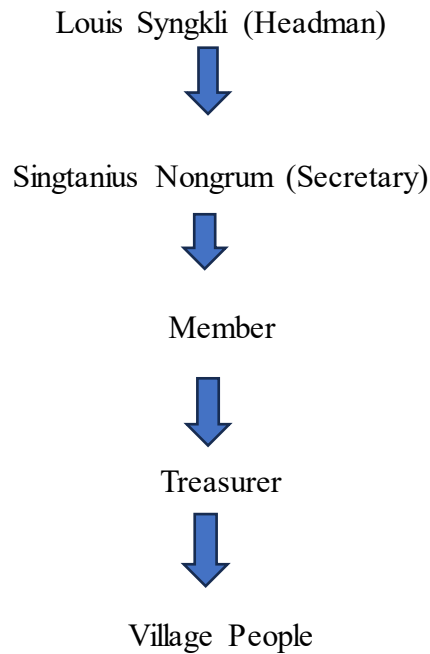 Louis Syngkli (Headman)
Singtanius Nongrum (Secretary)
Member
Treasurer
Village People